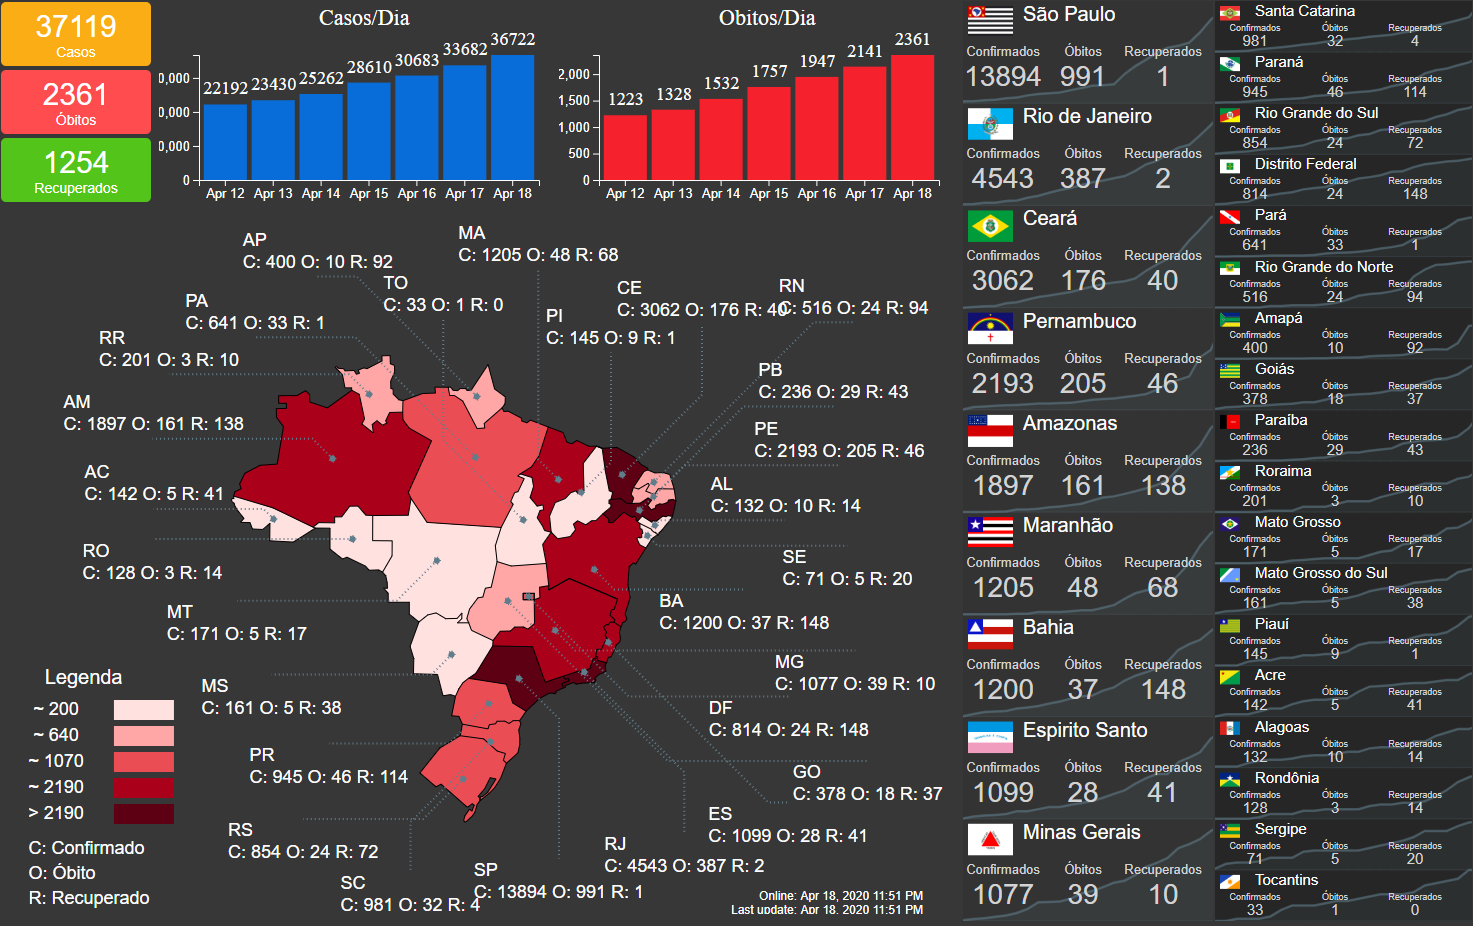 37119
Casos
2361
Óbitos
1254
Recuperados
Casos/Dia
22192 23430 25262 28610 30683 33682 36722
0,000
0,000
0,000
0
Apr 12 Apr 13 Apr 14 Apr 15 Apr 16 Apr 17 Apr 18
Obitos/Dia
1223 1328 1532 1757 1947 2141 2361
2,000
1,500
1,000
500
0
Apr 12 Apr 13 Apr 14 Apr 15 Apr 16 Apr 17 Apr 18
AP
C: 400 O: 10 R: 92
MA
C: 1205 O: 48 R: 68
TO
C: 33 O: 1 R: 0
CE
C: 3062 O: 176 R: 40
RN
C: 516 O: 24 R: 94
PA
C: 641 O: 33 R: 1
PI
C: 145 O: 9 R: 1
RR
C: 201 O: 3 R: 10
PB
C: 236 O: 29 R: 43
AM
C: 1897 O: 161 R: 138
PE
C: 2193 O: 205 R: 46
AC
C: 142 O: 5 R: 41
AL
C: 132 O: 10 R: 14
RO
C: 128 O: 3 R: 14
SE
C: 71 O: 5 R: 20
MT
C: 171 O: 5 R: 17
BA
C: 1200 O: 37 R: 148
MG
C: 1077 O: 39 R: 10
MS
C: 161 O: 5 R: 38
DF
C: 814 O: 24 R: 148
PR
C: 945 O: 46 R: 114
GO
C: 378 O: 18 R: 37
RS
C: 854 O: 24 R: 72
ES
C: 1099 O: 28 R: 41
RJ
C: 4543 O: 387 R: 2
SC
C: 981 O: 32 R: 4
SP
C: 13894 O: 991 R: 1
Legenda
~ 200
~ 640
~ 1070
~ 2190
> 2190
C: Confirmado
O: Óbito
R: Recuperado
Online: Apr 18, 2020 11:51 PM
Last update: Apr 18, 2020 11:51 PM
São Paulo
Confirmados Óbitos Recuperados
13894 991 1
Rio de Janeiro
Confirmados Óbitos Recuperados
4543 387 2
Ceará
Confirmados Óbitos Recuperados
3062 176 40
Pernambuco
Confirmados Óbitos Recuperados
2193 205 46
Amazonas
Confirmados Óbitos Recuperados
1897 161 138
Maranhão
Confirmados Óbitos Recuperados
1205 48 68
Bahia
Confirmados Óbitos Recuperados
1200 37 148
Espirito Santo
Confirmados Óbitos Recuperados
1099 28 41
Minas Gerais
Confirmados Óbitos Recuperados
1077 39 10
Santa Catarina
Confirmados Óbitos Recuperados
981 32 4
Paraná
Confirmados Óbitos Recuperados
945 46 114
Rio Grande do Sul
Confirmados Óbitos Recuperados
854 24 72
Distrito Federal
Confirmados Óbitos Recuperados
814 24 148
Pará
Confirmados Óbitos Recuperados
641 33 1
Rio Grande do Norte
Confirmados Óbitos Recuperados
516 24 94
Amapá
Confirmados Óbitos Recuperados
400 10 92
Goiás
Confirmados Óbitos Recuperados
378 18 37
Paraíba
Confirmados Óbitos Recuperados
236 29 43
Roraima
Confirmados Óbitos Recuperados
201 3 10
Mato Grosso
Confirmados Óbitos Recuperados
171 5 17
Mato Grosso do Sul
Confirmados Óbitos Recuperados
161 5 38
Piauí
Confirmados Óbitos Recuperados
145 9 1
Acre
Confirmados Óbitos Recuperados
142 5 41
Alagoas
Confirmados Óbitos Recuperados
132 10 14
Rondônia
Confirmados Óbitos Recuperados
128 3 14
Sergipe
Confirmados Óbitos Recuperados
71 5 20
Tocantins
Confirmados Óbitos Recuperados
33 1 0